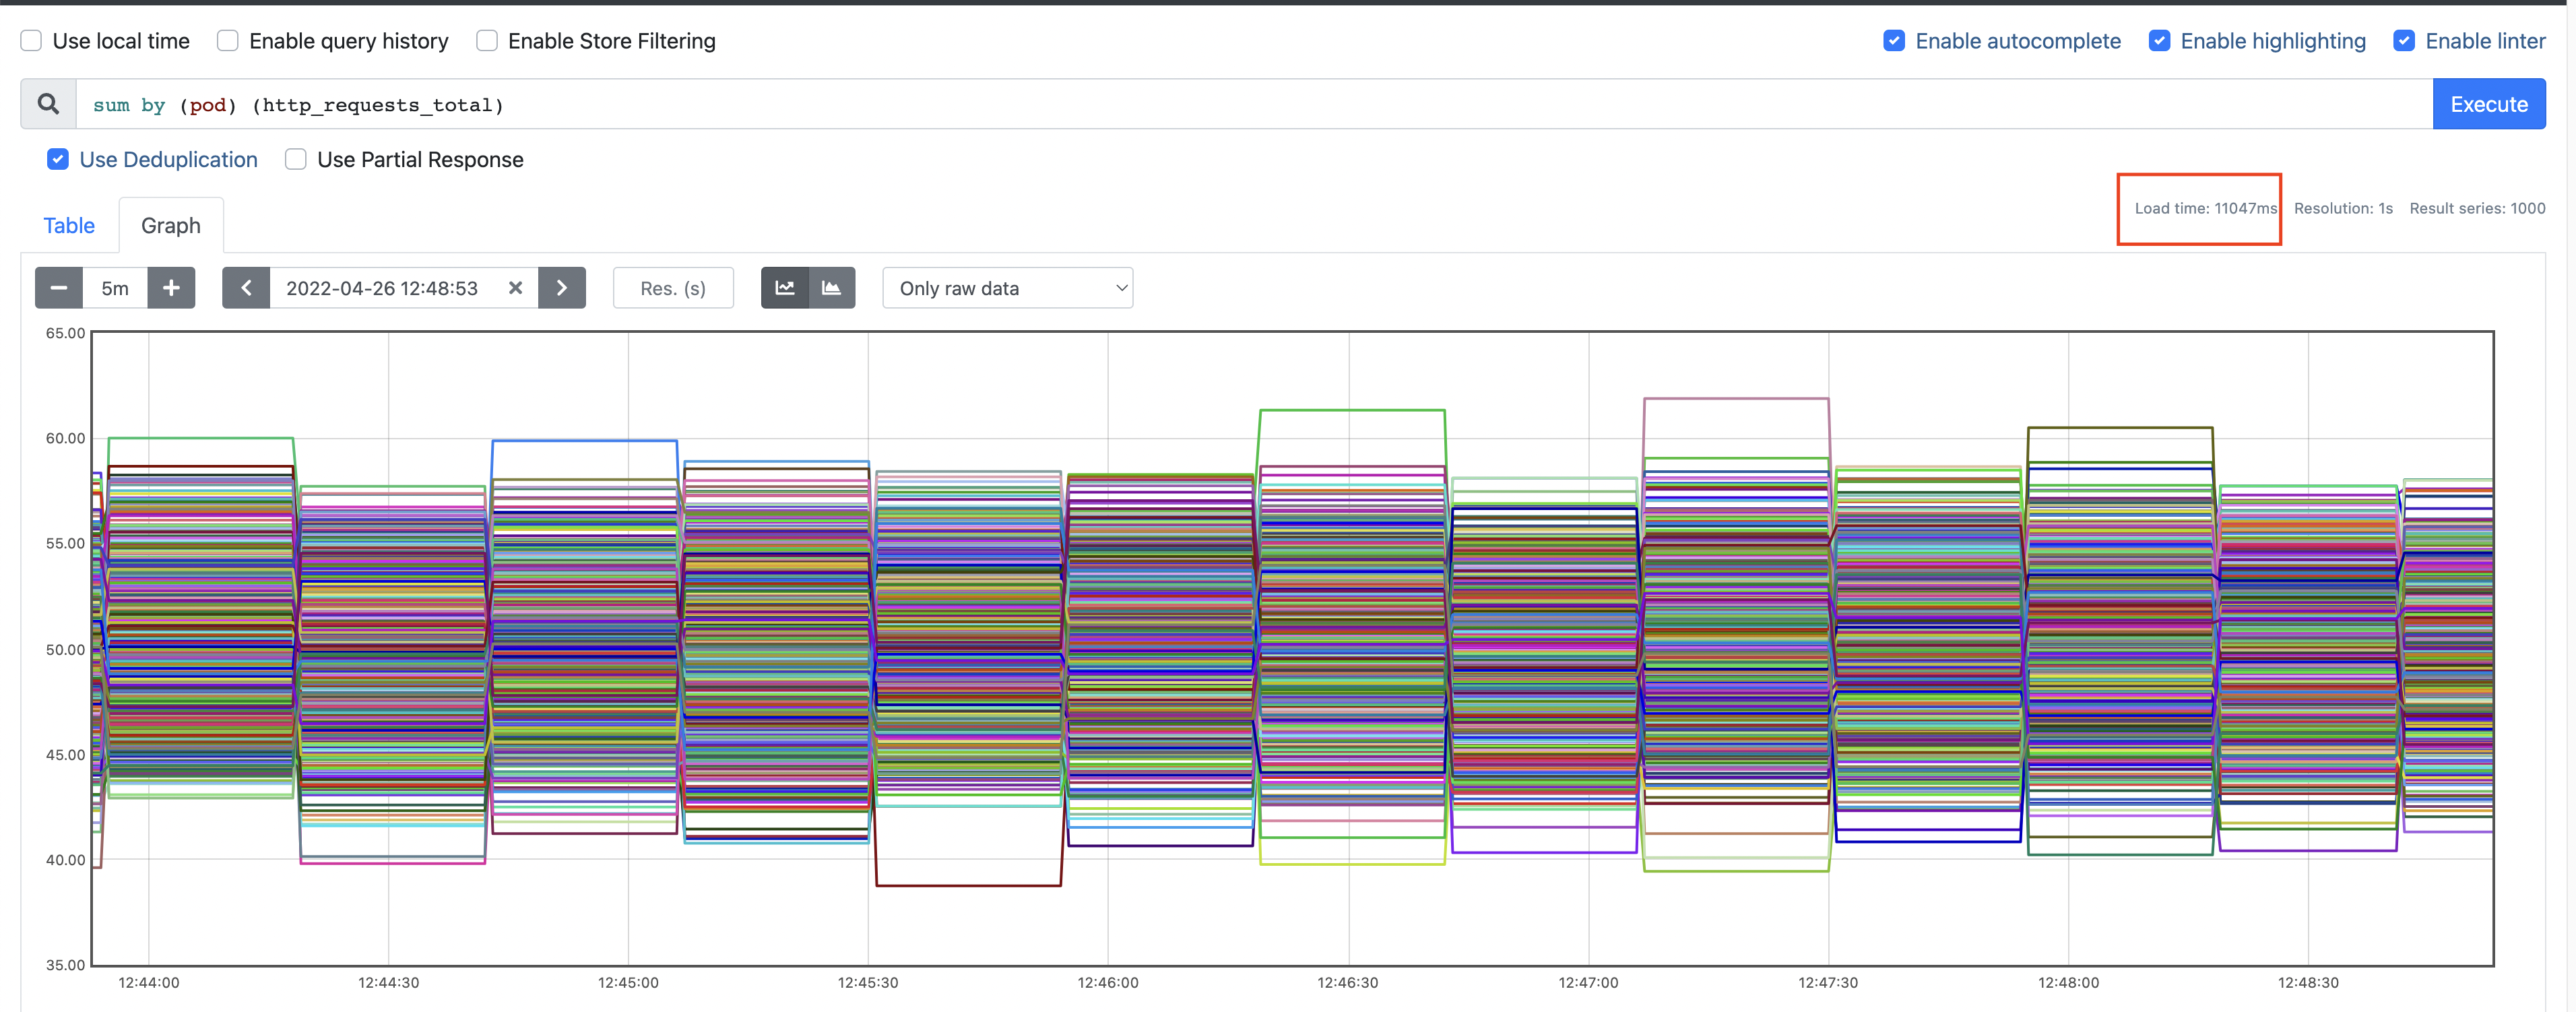 Use local time Enable query history Enable Store Filtering Enable autocomplete Enable highlighting Enable linter
sum by (pod) (http_requests_total) Execute
Use Deduplication Use Partial Response
Load time: 11047ms Resolution: 1s Result series: 1000
Table Graph
5m 2022-04-26 12:48:53 Res. (s) Only raw data
65.00
60.00
55.00
50.00
45.00
40.00
35.00
12:44:00 12:44:30 12:45:00 12:45:30 12:46:00 12:46:30 12:47:00 12:47:30 12:48:00 12:48:30